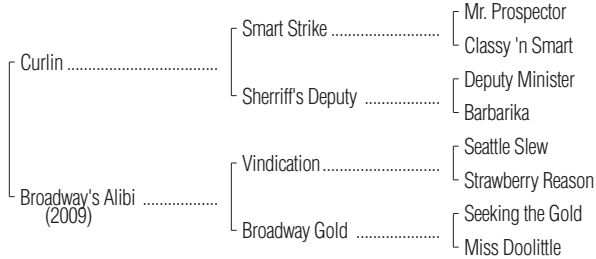 Mr. Prospector
Smart Strike ......................
Classy 'n Smart
Curlin ..............................
Deputy Minister
Sherriff's Deputy ...............
Barbarika
Seattle Slew
Vindication.......................
Strawberry Reason
Broadway's Alibi ...............
(2009)
Seeking the Gold
Broadway Gold ................
Miss Doolittle